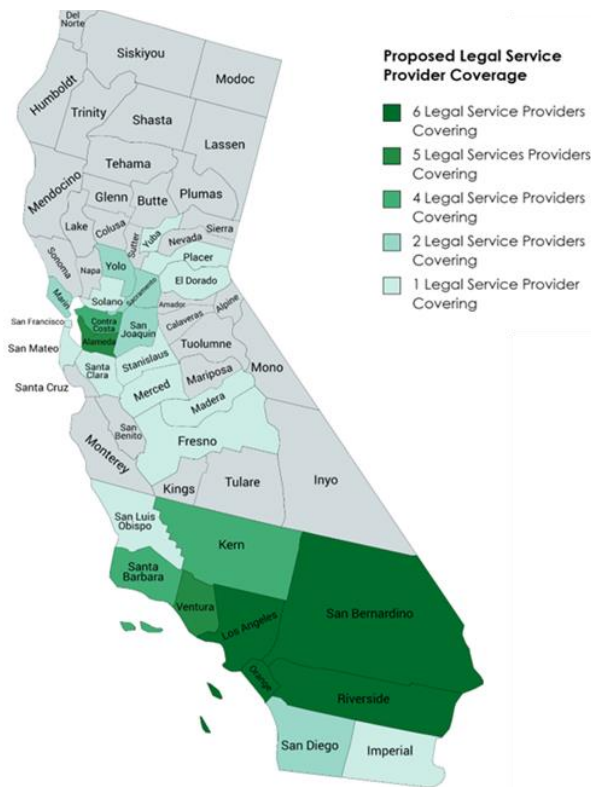 Del
Norte
Siskiyou
Modoc
Humboldt
Trinity
Shasta
Lassen
Tehama
Mendocino
Glenn
Butte
Plumas
Lake
Colusa
Sutter
Yuba
Nevada
Sierra
Placer
Sonoma
Napa
Yolo
El Dorado
Marin
Solano
Sacramento
Amador
Alpine
San Francisco
Contra
Costa
San
Joaquin
Calaveras
Alameda
Tuolumne
San Mateo
Stanislaus
Mono
Santa
Clara
Santa Cruz
Merced
Mariposa
Madera
San
Benito
Fresno
Monterey
Kings
Tulare
Inyo
San Luis
Obispo
Kern
Santa
Barbara
Ventura
Los Angeles
San Bernardino
Orange
Riverside
San Diego
Imperial
Proposed Legal Service
Provider Coverage
6 Legal Service Providers
Covering
5 Legal Services Providers
Covering
4 Legal Service Providers
Covering
2 Legal Service Providers
Covering
1 Legal Service Provider
Covering